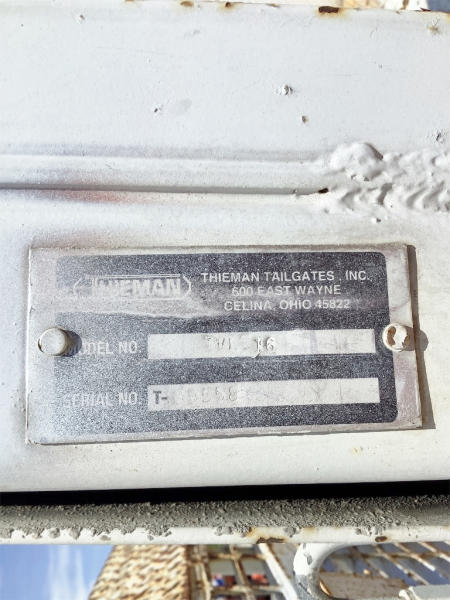 THIEMAN
THIEMAN TAILGATES, INC.
600 EAST WAYNE
CELINA, OHIO 45822
MODEL NO
SERIAL NO. T-